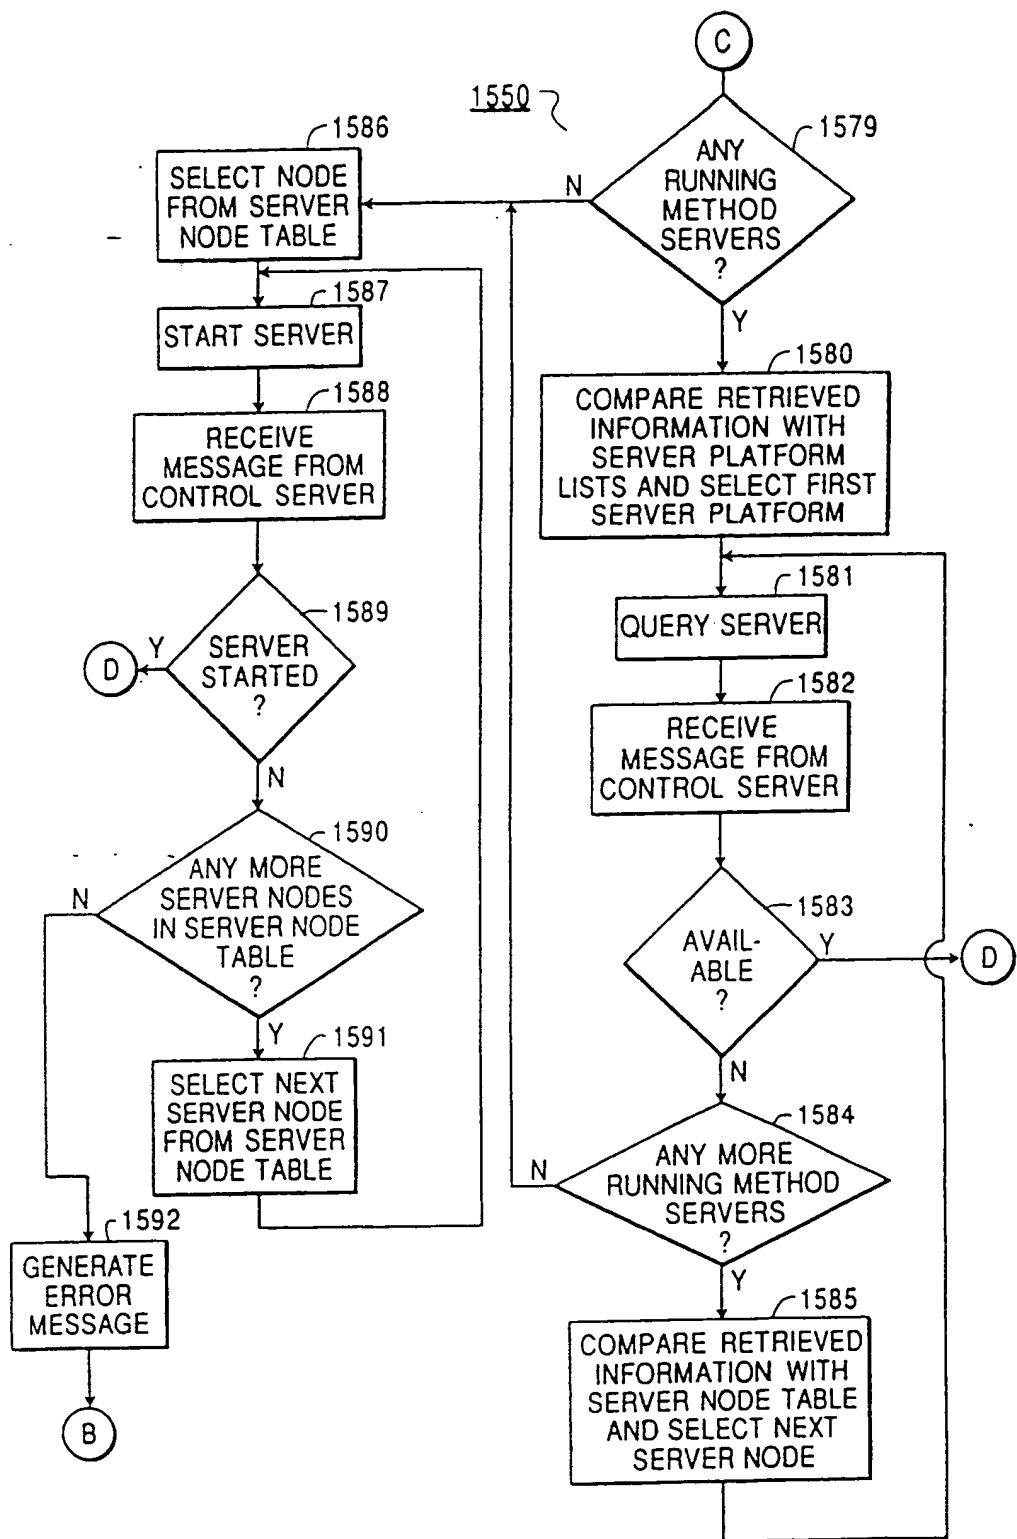 C
1550
1579
ANY
RUNNING
METHOD
SERVERS
?
N
Y
1586
SELECT NODE
FROM SERVER
NODE TABLE
1587
START SERVER
1588
RECEIVE
MESSAGE FROM
CONTROL SERVER
1589
SERVER
STARTED
?
Y
D
N
1590
ANY MORE
SERVER NODES
IN SERVER NODE
TABLE
?
N
Y
1591
SELECT NEXT
SERVER NODE
FROM SERVER
NODE TABLE
1592
GENERATE
ERROR
MESSAGE
B
1580
COMPARE RETRIEVED
INFORMATION WITH
SERVER PLATFORM
LISTS AND SELECT FIRST
SERVER PLATFORM
1581
QUERY SERVER
1582
RECEIVE
MESSAGE FROM
CONTROL SERVER
1583
AVAIL-
ABLE
?
Y
D
N
1584
ANY MORE
RUNNING METHOD
SERVERS
?
N
Y
1585
COMPARE RETRIEVED
INFORMATION WITH
SERVER NODE TABLE
AND SELECT NEXT
SERVER NODE